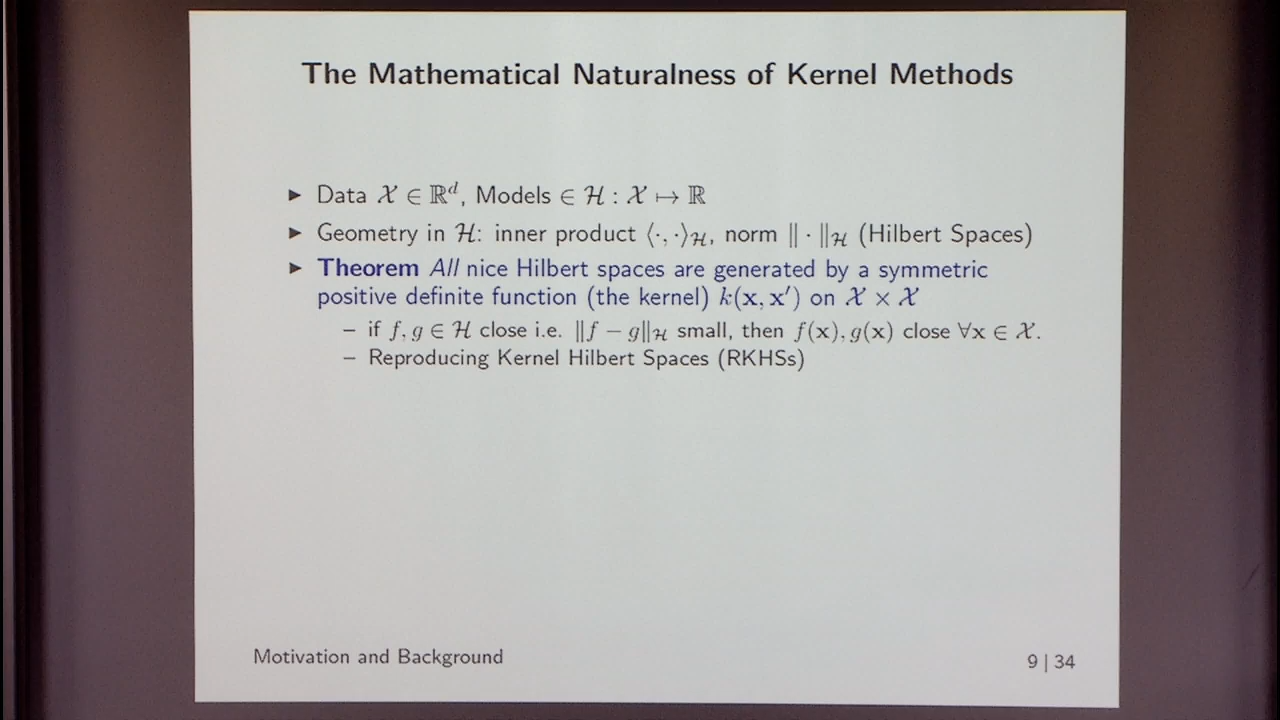 The Mathematical Naturalness of Kernel Methods
▶ Data 𝒳 ∈ ℝᵈ, Models ∈ ℋ : 𝒳 ↦ ℝ
▶ Geometry in ℋ: inner product ⟨·, ·⟩_ℋ, norm ‖ · ‖_ℋ (Hilbert Spaces)
▶ Theorem All nice Hilbert spaces are generated by a symmetric
positive definite function (the kernel) k(x, x′) on 𝒳 × 𝒳
– if f, g ∈ ℋ close i.e. ‖f − g‖_ℋ small, then f(x), g(x) close ∀x ∈ 𝒳.
– Reproducing Kernel Hilbert Spaces (RKHSs)
Motivation and Background
9 | 34